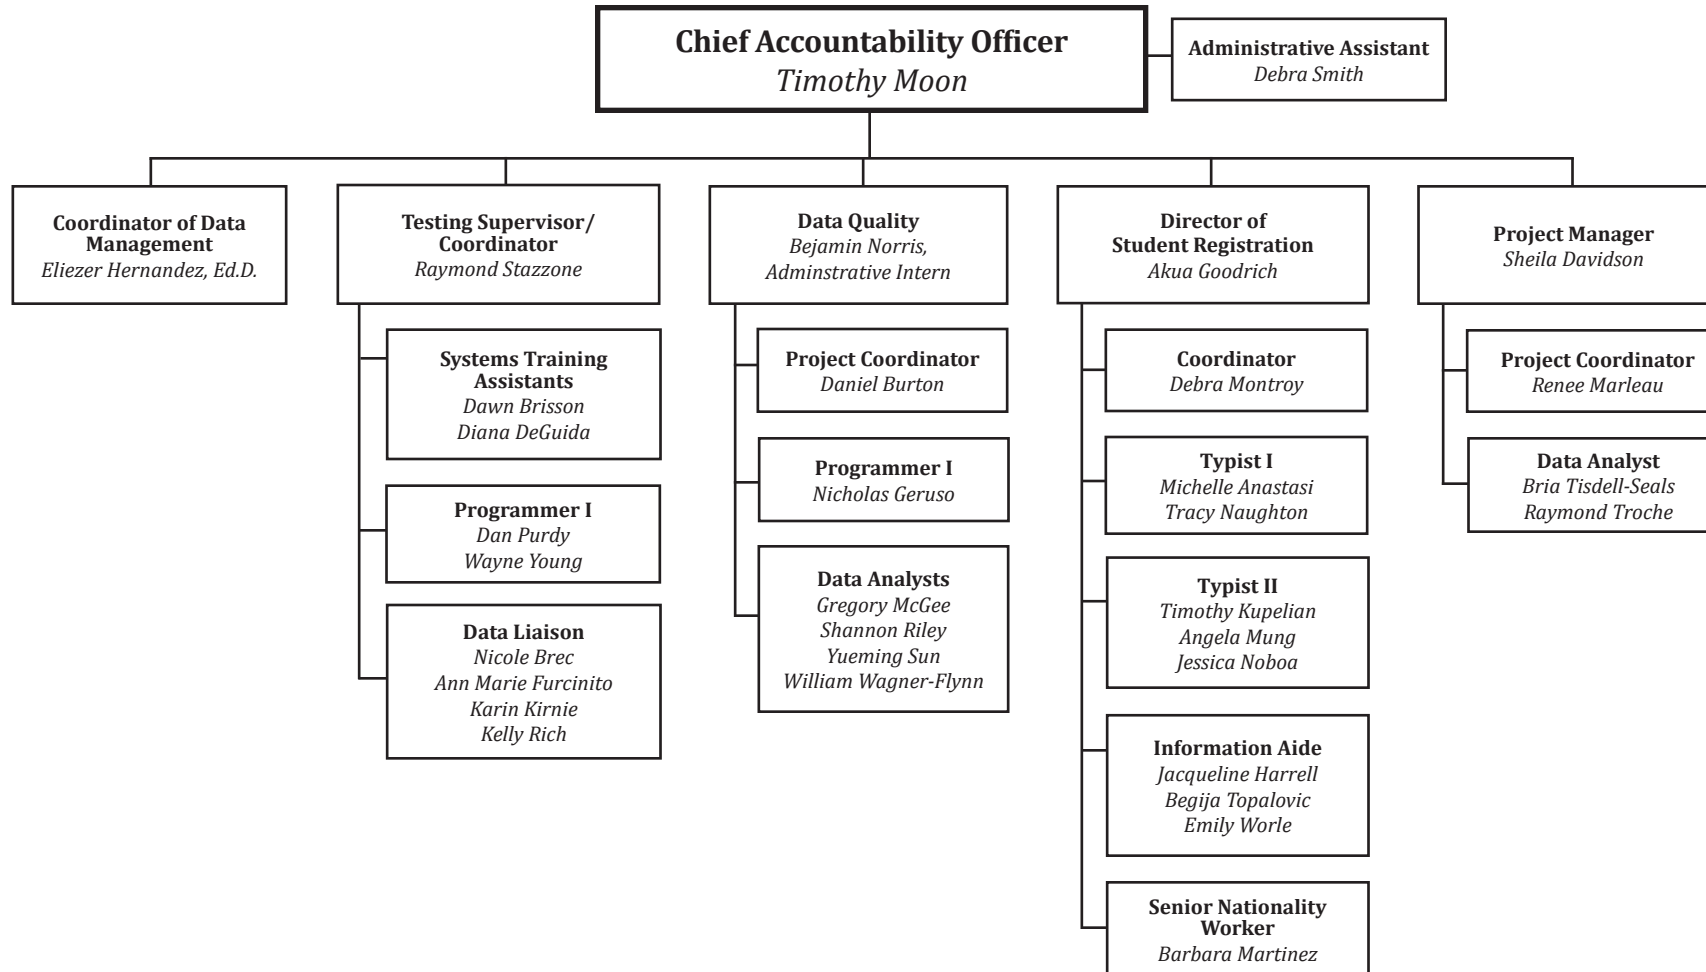 Chief Accountability Officer
Timothy Moon
Administrative Assistant
Debra Smith
Coordinator of Data
Management
Eliezer Hernandez, Ed.D.
Testing Supervisor/
Coordinator
Raymond Stazzone
Systems Training
Assistants
Dawn Brisson
Diana DeGuida
Programmer I
Dan Purdy
Wayne Young
Data Liaison
Nicole Brec
Ann Marie Furcinito
Karin Kirnie
Kelly Rich
Data Quality
Bejamin Norris,
Adminstrative Intern
Project Coordinator
Daniel Burton
Programmer I
Nicholas Geruso
Data Analysts
Gregory McGee
Shannon Riley
Yueming Sun
William Wagner-Flynn
Director of
Student Registration
Akua Goodrich
Coordinator
Debra Montroy
Typist I
Michelle Anastasi
Tracy Naughton
Typist II
Timothy Kupelian
Angela Mung
Jessica Noboa
Information Aide
Jacqueline Harrell
Begija Topalovic
Emily Worle
Senior Nationality
Worker
Barbara Martinez
Project Manager
Sheila Davidson
Project Coordinator
Renee Marleau
Data Analyst
Bria Tisdell-Seals
Raymond Troche